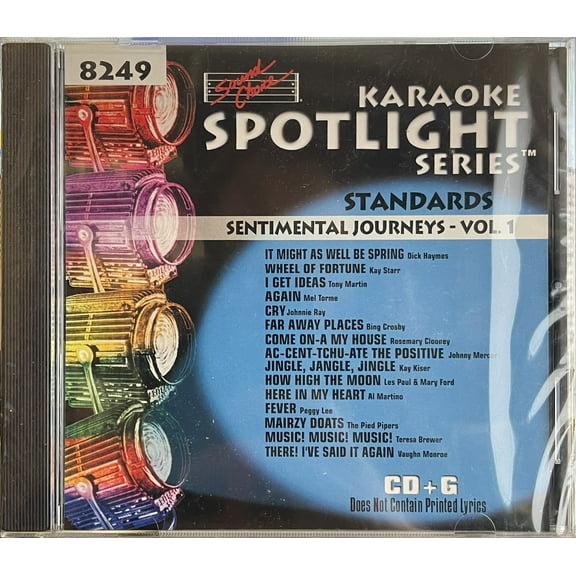 8249
Sound Choice
KARAOKE
SPOTLIGHT
SERIES™
STANDARDS
SENTIMENTAL JOURNEYS - VOL. 1
IT MIGHT AS WELL BE SPRING Dick Haymes
WHEEL OF FORTUNE Kay Starr
I GET IDEAS Tony Martin
AGAIN Mel Torme
CRY Johnnie Ray
FAR AWAY PLACES Bing Crosby
COME ON-A MY HOUSE Rosemary Clooney
AC-CENT-TCHU-ATE THE POSITIVE Johnny Mercer
JINGLE, JANGLE, JINGLE Kay Kiser
HOW HIGH THE MOON Les Paul & Mary Ford
HERE IN MY HEART Al Martino
FEVER Peggy Lee
MAIRZY DOATS The Pied Pipers
MUSIC! MUSIC! MUSIC! Teresa Brewer
THERE! I'VE SAID IT AGAIN Vaughn Monroe
CD+G
Does Not Contain Printed Lyrics